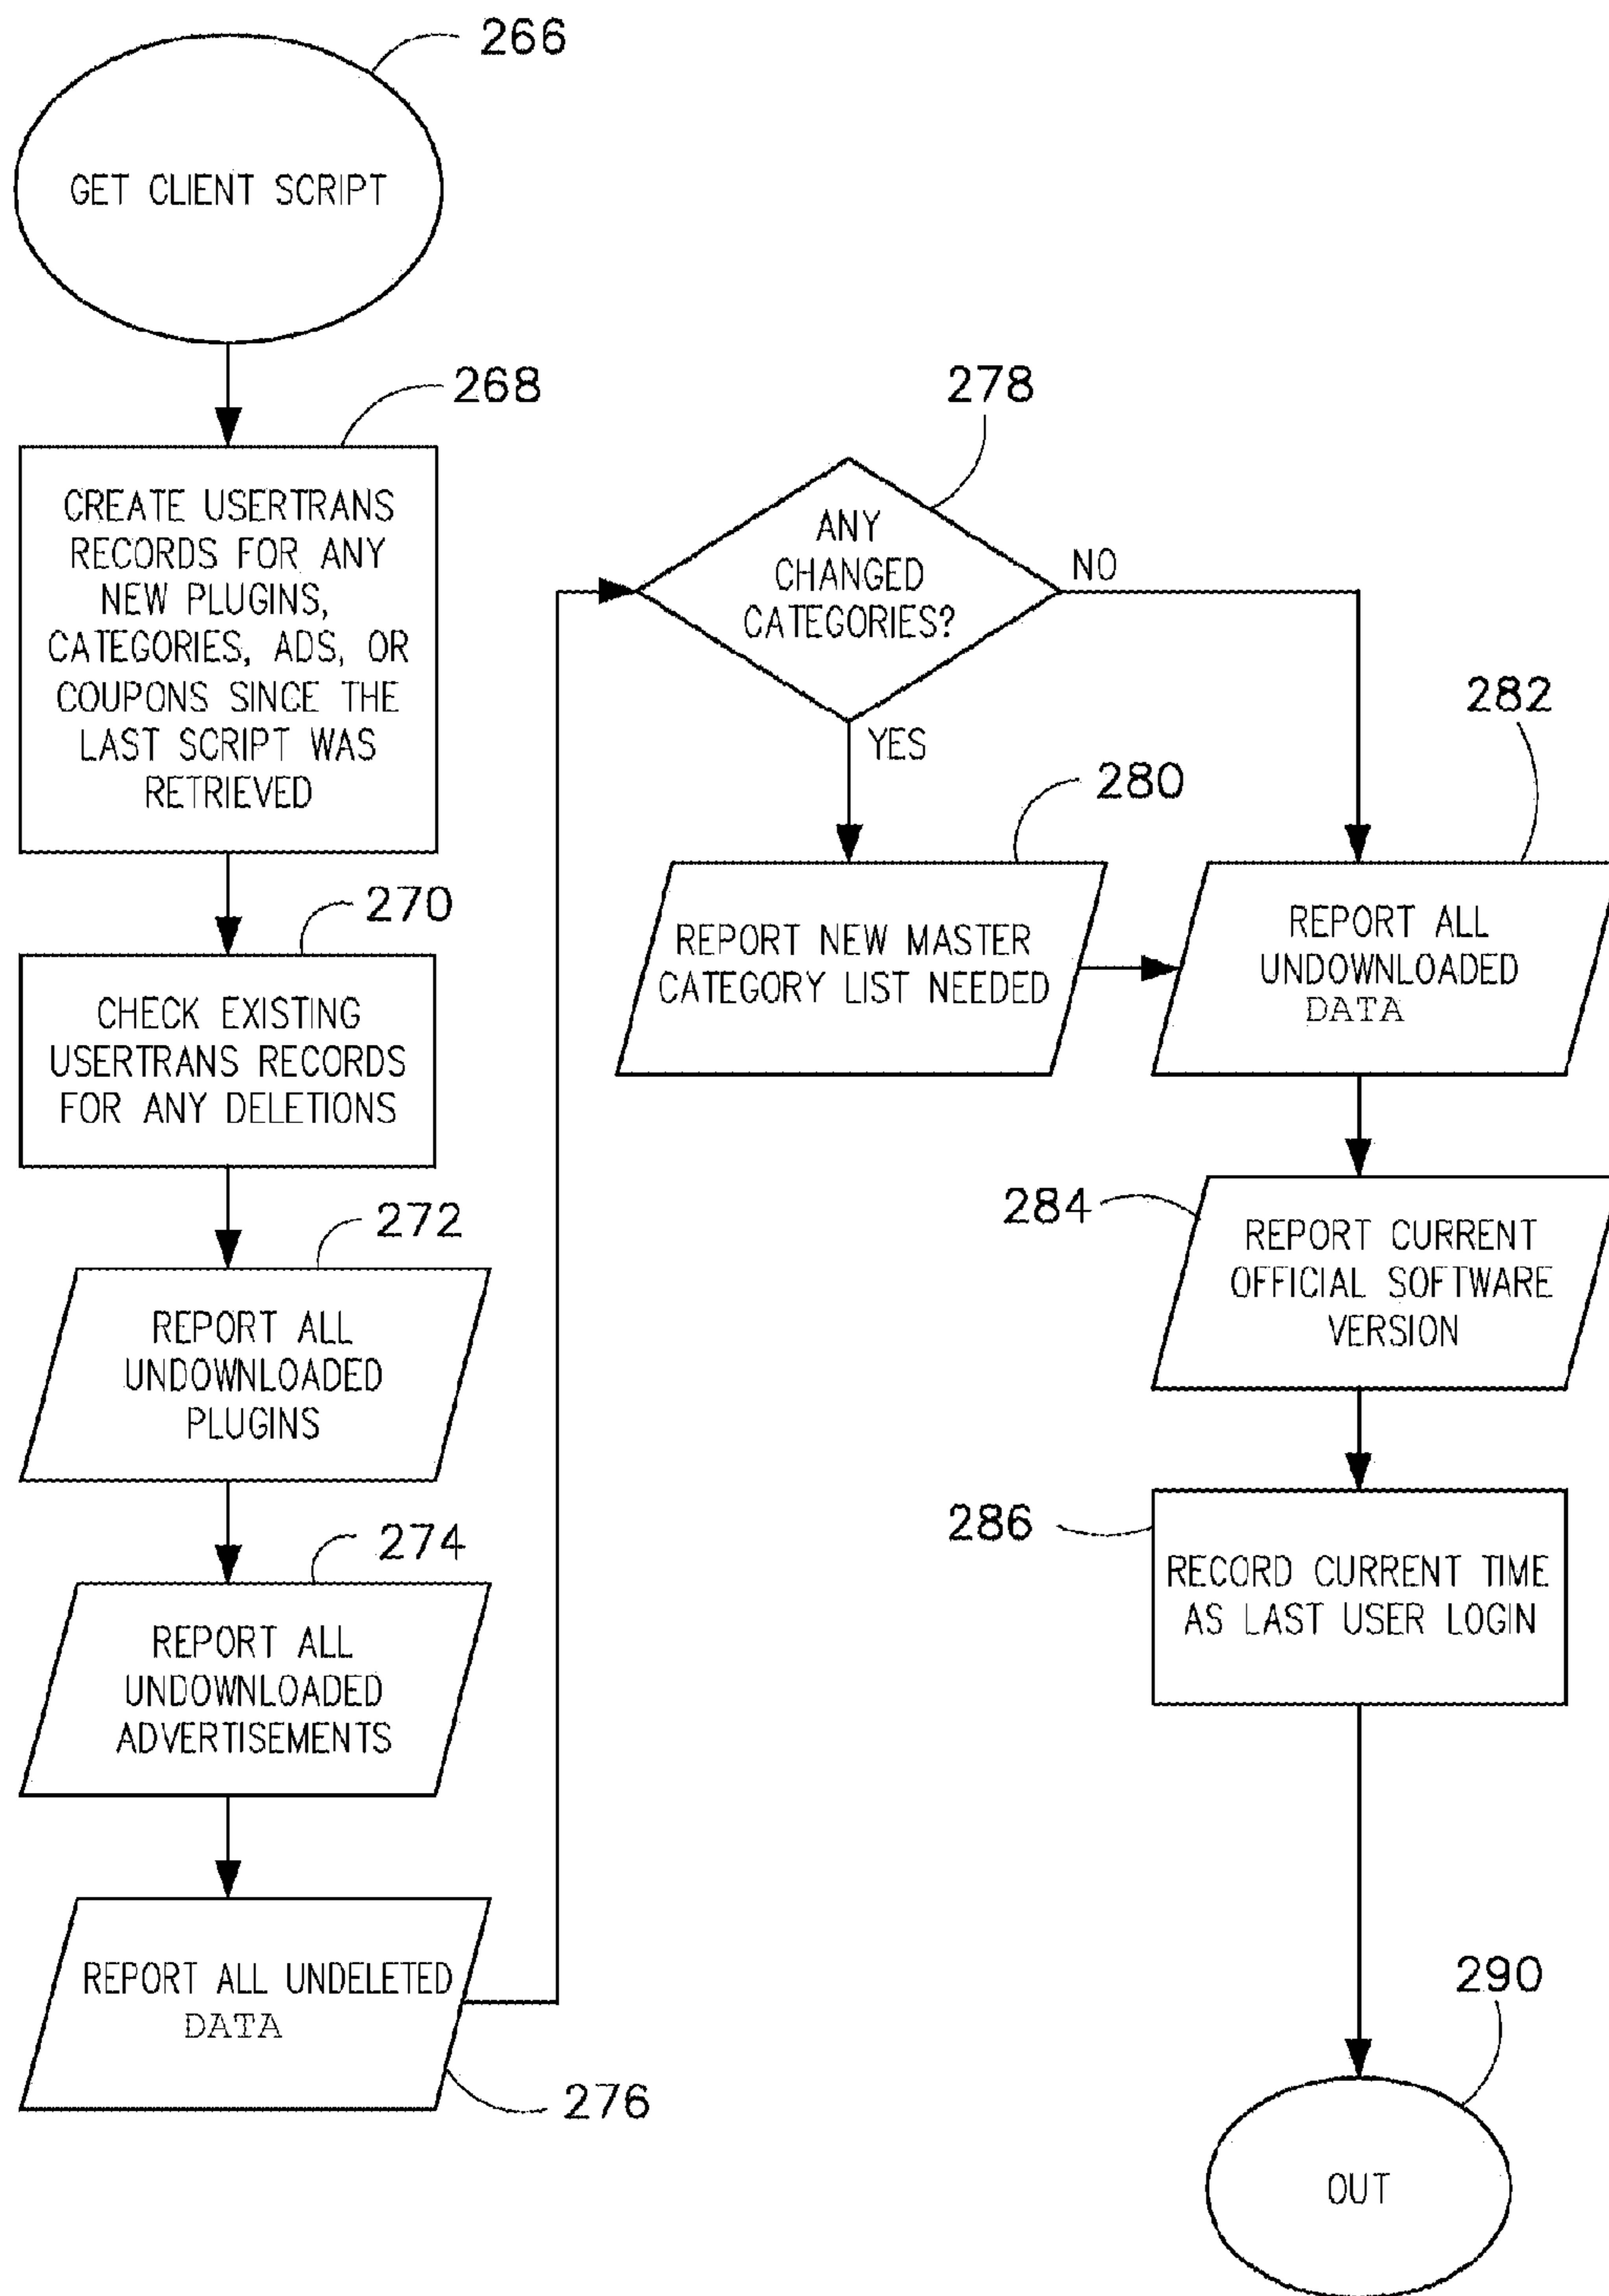 266
GET CLIENT SCRIPT
268
CREATE USERTRANS
RECORDS FOR ANY
NEW PLUGINS,
CATEGORIES, ADS, OR
COUPONS SINCE THE
LAST SCRIPT WAS
RETRIEVED
270
CHECK EXISTING
USERTRANS RECORDS
FOR ANY DELETIONS
272
REPORT ALL
UNDOWNLOADED
PLUGINS
274
REPORT ALL
UNDOWNLOADED
ADVERTISEMENTS
REPORT ALL UNDELETED
DATA
276
278
ANY
CHANGED
CATEGORIES?
NO
YES
280
REPORT NEW MASTER
CATEGORY LIST NEEDED
282
REPORT ALL
UNDOWNLOADED
DATA
284
REPORT CURRENT
OFFICIAL SOFTWARE
VERSION
286
RECORD CURRENT TIME
AS LAST USER LOGIN
290
OUT